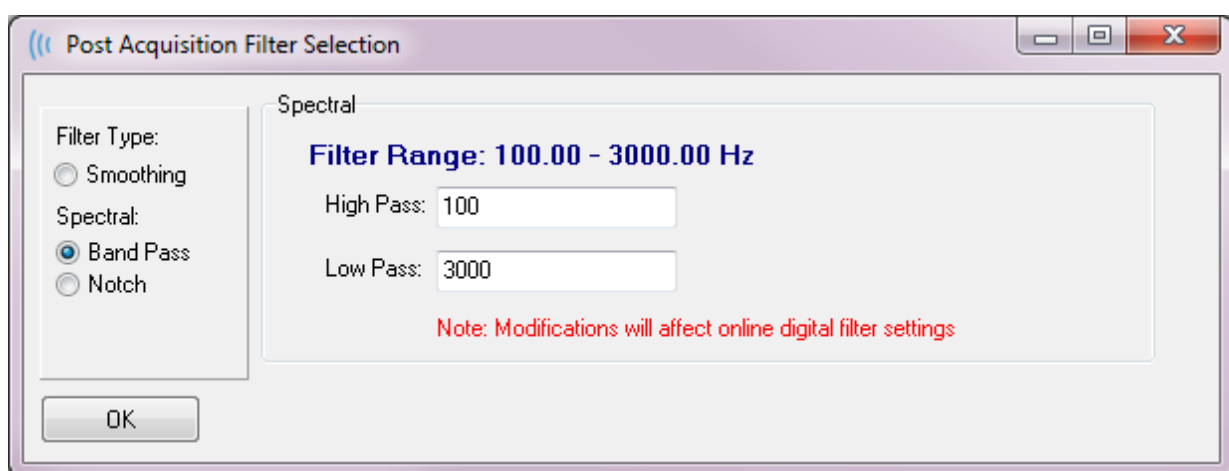 Post Acquisition Filter Selection
Filter Type:
Smoothing
Spectral:
Band Pass
Notch
OK
Spectral
Filter Range: 100.00 - 3000.00 Hz
High Pass: 100
Low Pass: 3000
Note: Modifications will affect online digital filter settings